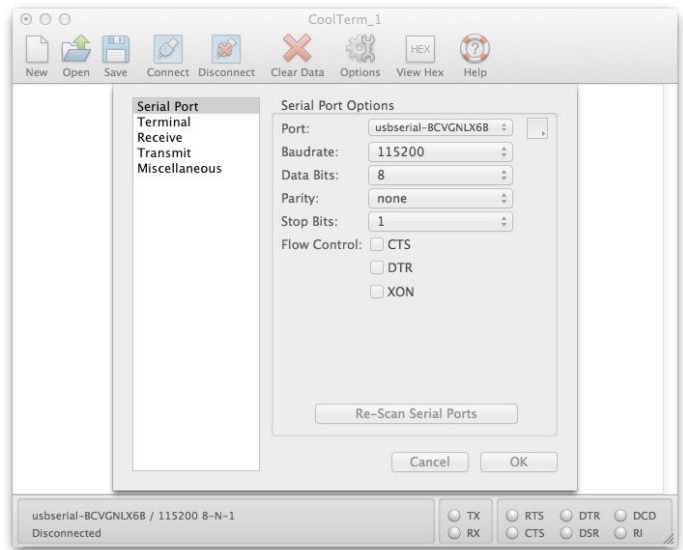 CoolTerm_1
New Open Save Connect Disconnect Clear Data Options View Hex Help
HEX
Serial Port
Terminal
Receive
Transmit
Miscellaneous
Serial Port Options
Port: usbserial-BCVGNLX6B
Baudrate: 115200
Data Bits: 8
Parity: none
Stop Bits: 1
Flow Control: CTS
DTR
XON
Re-Scan Serial Ports
Cancel OK
usbserial-BCVGNLX6B / 115200 8-N-1
Disconnected
TX RTS DTR DCD
RX CTS DSR RI